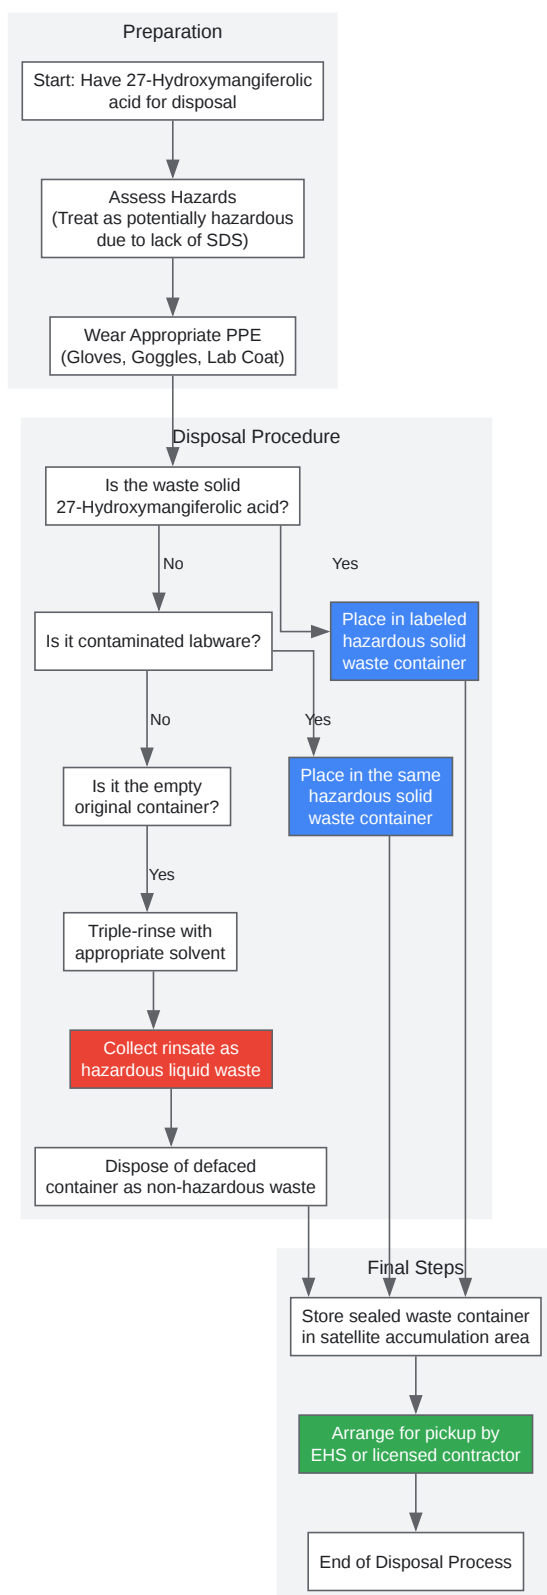 Preparation
Start: Have 27-Hydroxymangiferolic
acid for disposal
Assess Hazards
(Treat as potentially hazardous
due to lack of SDS)
Wear Appropriate PPE
(Gloves, Goggles, Lab Coat)
Disposal Procedure
Is the waste solid
27-Hydroxymangiferolic acid?
No
Yes
Is it contaminated labware?
Place in labeled
hazardous solid
waste container
No
Yes
Is it the empty
original container?
Place in the same
hazardous solid
waste container
Yes
Triple-rinse with
appropriate solvent
Collect rinsate as
hazardous liquid waste
Dispose of defaced
container as non-hazardous waste
Final Steps
Store sealed waste container
in satellite accumulation area
Arrange for pickup by
EHS or licensed contractor
End of Disposal Process